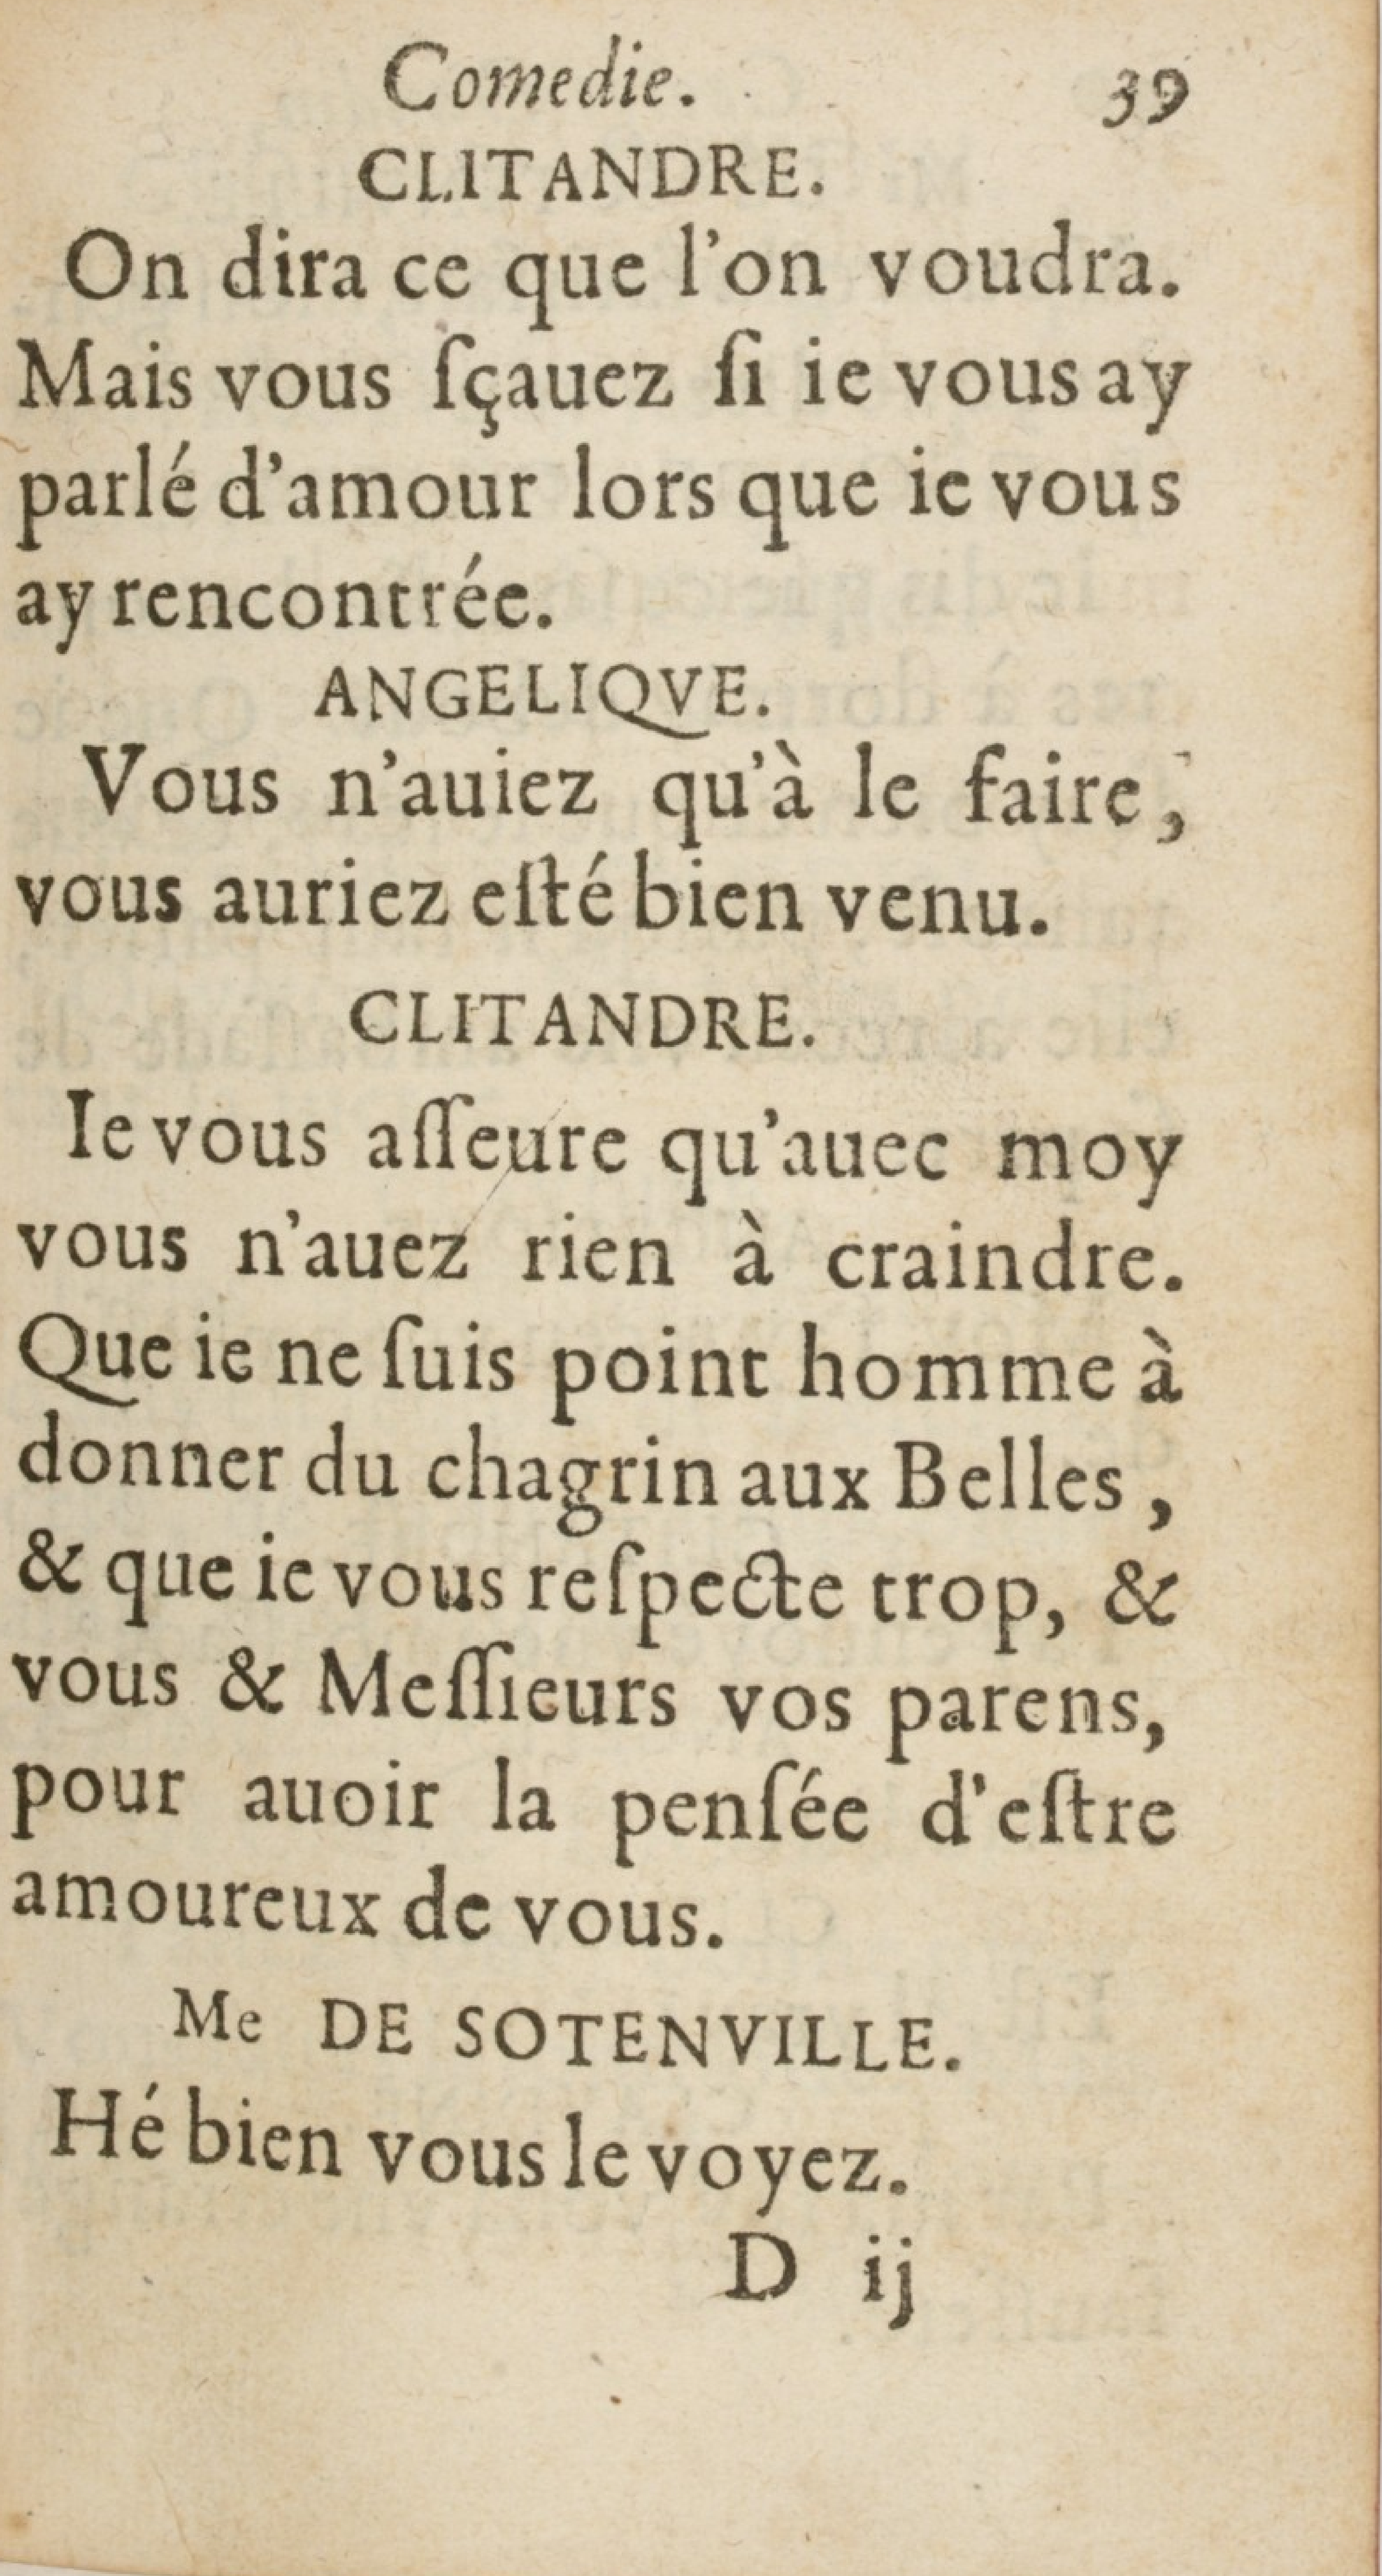 Comedie. 39
CLITANDRE.
On dira ce que l'on voudra.
Mais vous ſçauez ſi ie vous ay
parlé d'amour lors que ie vous
ay rencontrée.
ANGELIQVE.
Vous n'auiez qu'à le faire,
vous auriez eſté bien venu.
CLITANDRE.
Ie vous aſſeure qu'auec moy
vous n'auez rien à craindre.
Que ie ne ſuis point homme à
donner du chagrin aux Belles,
& que ie vous reſpecte trop, &
vous & Meſſieurs vos parens,
pour auoir la penſée d'eſtre
amoureux de vous.
Me DE SOTENVILLE.
Hé bien vous le voyez.
D ij